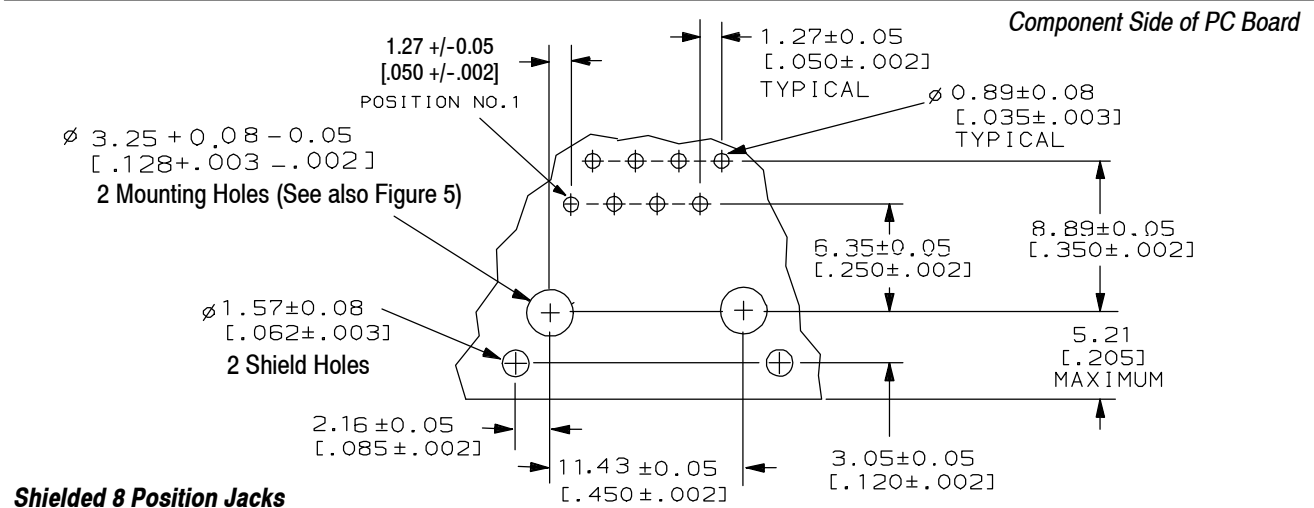 Component Side of PC Board
1.27 +/-0.05
[.050 +/-.002]
POSITION NO.1
1.27±0.05
[.050±.002]
TYPICAL
⌀ 0.89±0.08
[.035±.003]
TYPICAL
⌀ 3.25 +0.08-0.05
[.128+.003 -.002]
2 Mounting Holes (See also Figure 5)
8.89±0.05
[.350±.002]
6.35±0.05
[.250±.002]
⌀1.57±0.08
[.062±.003]
2 Shield Holes
5.21
[.205]
MAXIMUM
2.16±0.05
[.085±.002]
11.43±0.05
[.450±.002]
3.05±0.05
[.120±.002]
Shielded 8 Position Jacks